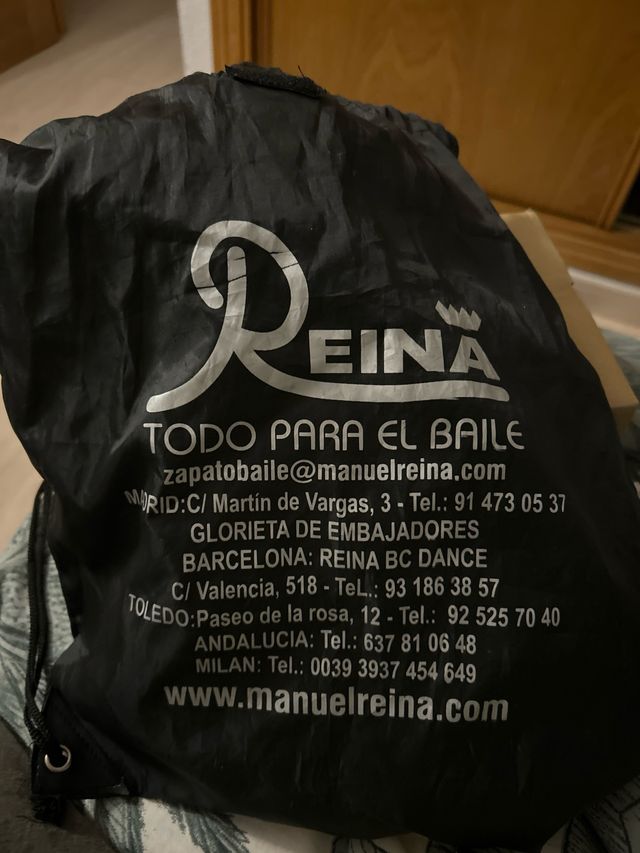 REINA
TODO PARA EL BAILE
zapatobaile@manuelreina.com
MADRID:C/ Martín de Vargas, 3 - Tel.: 91 473 05 37
GLORIETA DE EMBAJADORES
BARCELONA: REINA BC DANCE
C/ Valencia, 518 - TeL.: 93 186 38 57
TOLEDO:Paseo de la rosa, 12 - Tel.: 92 525 70 40
ANDALUCIA: Tel.: 637 81 06 48
MILAN: Tel.: 0039 3937 454 649
www.manuelreina.com